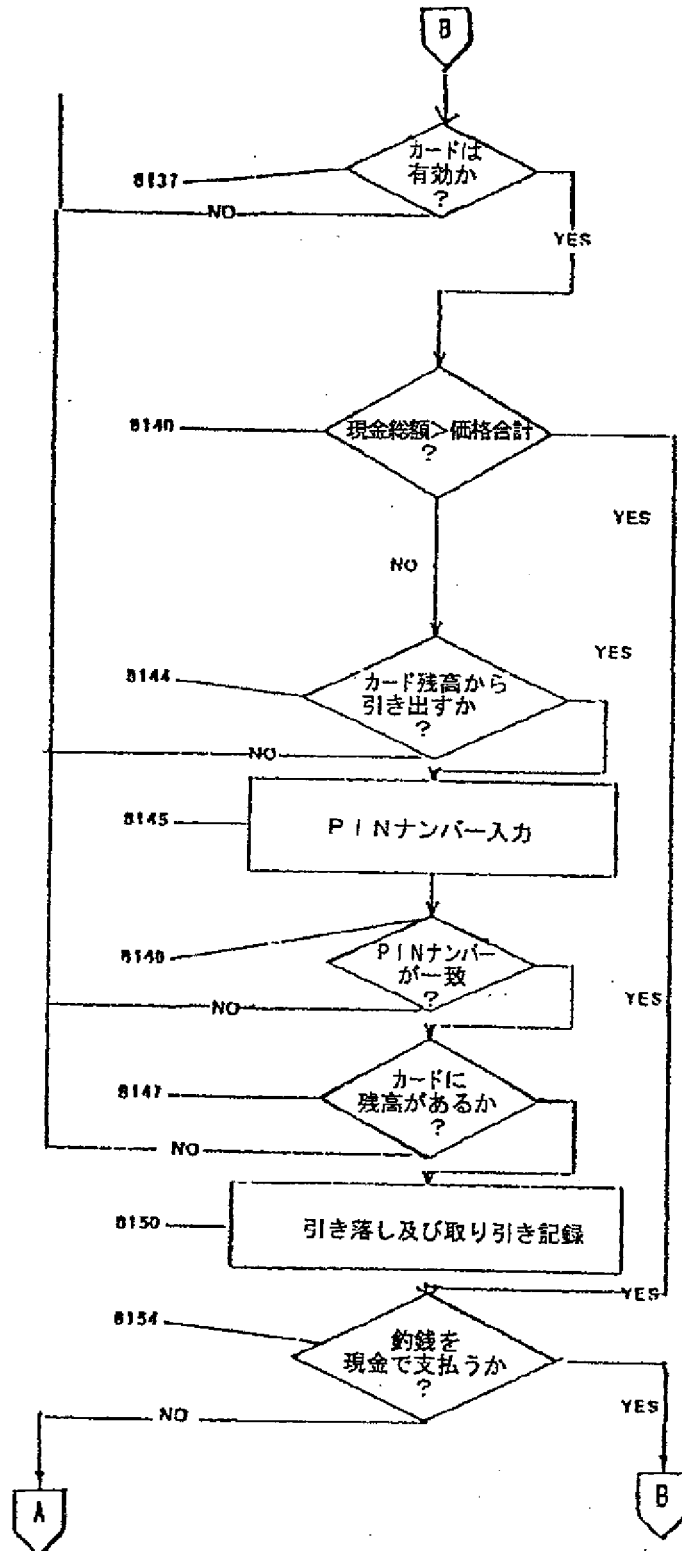 B
カードは
有効か
?
8137
NO
YES
8140
現金総額>価格合計
?
YES
NO
YES
8144
カード残高から
引き出すか
?
NO
8145
PINナンバー入力
8146
PINナンバー
が一致
?
NO
YES
8147
カードに
残高があるか
?
NO
8150
引き落し及び取り引き記録
YES
8154
釣銭を
現金で支払うか
?
NO
YES
A
B